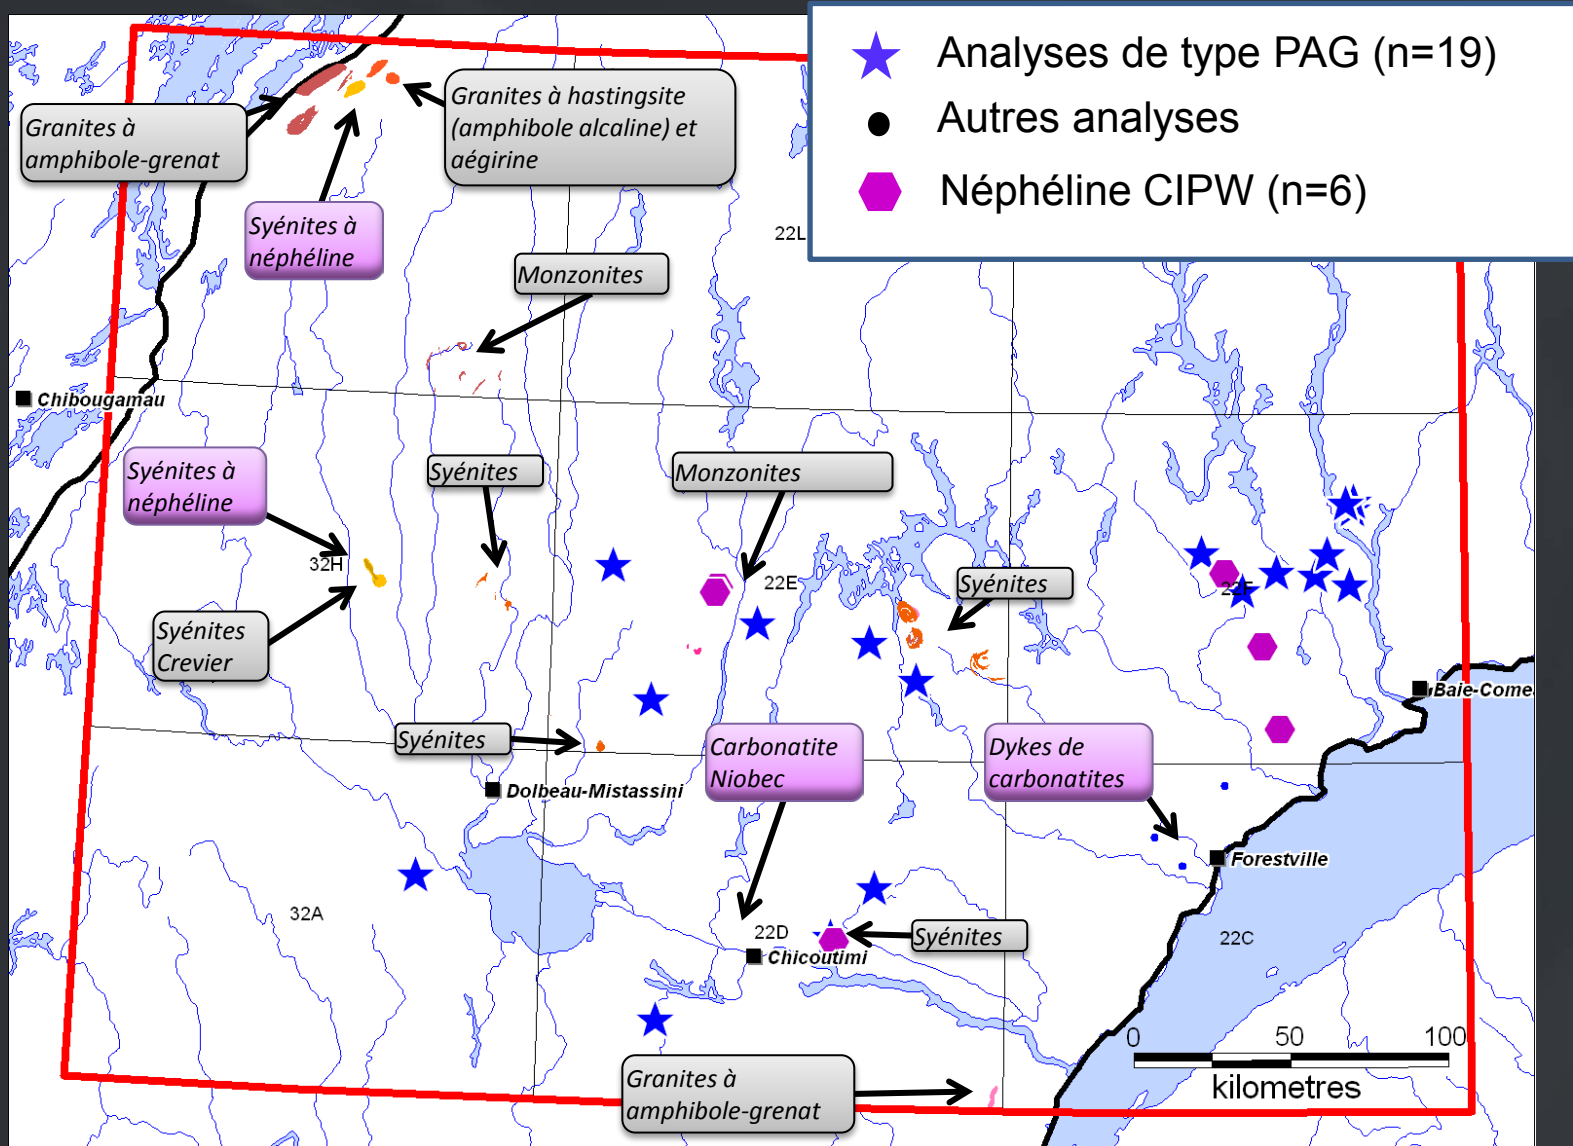 Analyses de type PAG (n=19)
Autres analyses
Néphéline CIPW (n=6)
Granites à
amphibole-grenat
Granites à hastingsite
(amphibole alcaline) et
aégirine
Syénites à
néphéline
22L
Monzonites
Chibougamau
Syénites à
néphéline
Syénites
Monzonites
32H
22E
Syénites
22F
Syénites
Crevier
Baie-Come
Syénites
Carbonatite
Niobec
Dykes de
carbonatites
Dolbeau-Mistassini
Forestville
32A
22D
Syénites
22C
Chicoutimi
0 50 100
kilometres
Granites à
amphibole-grenat